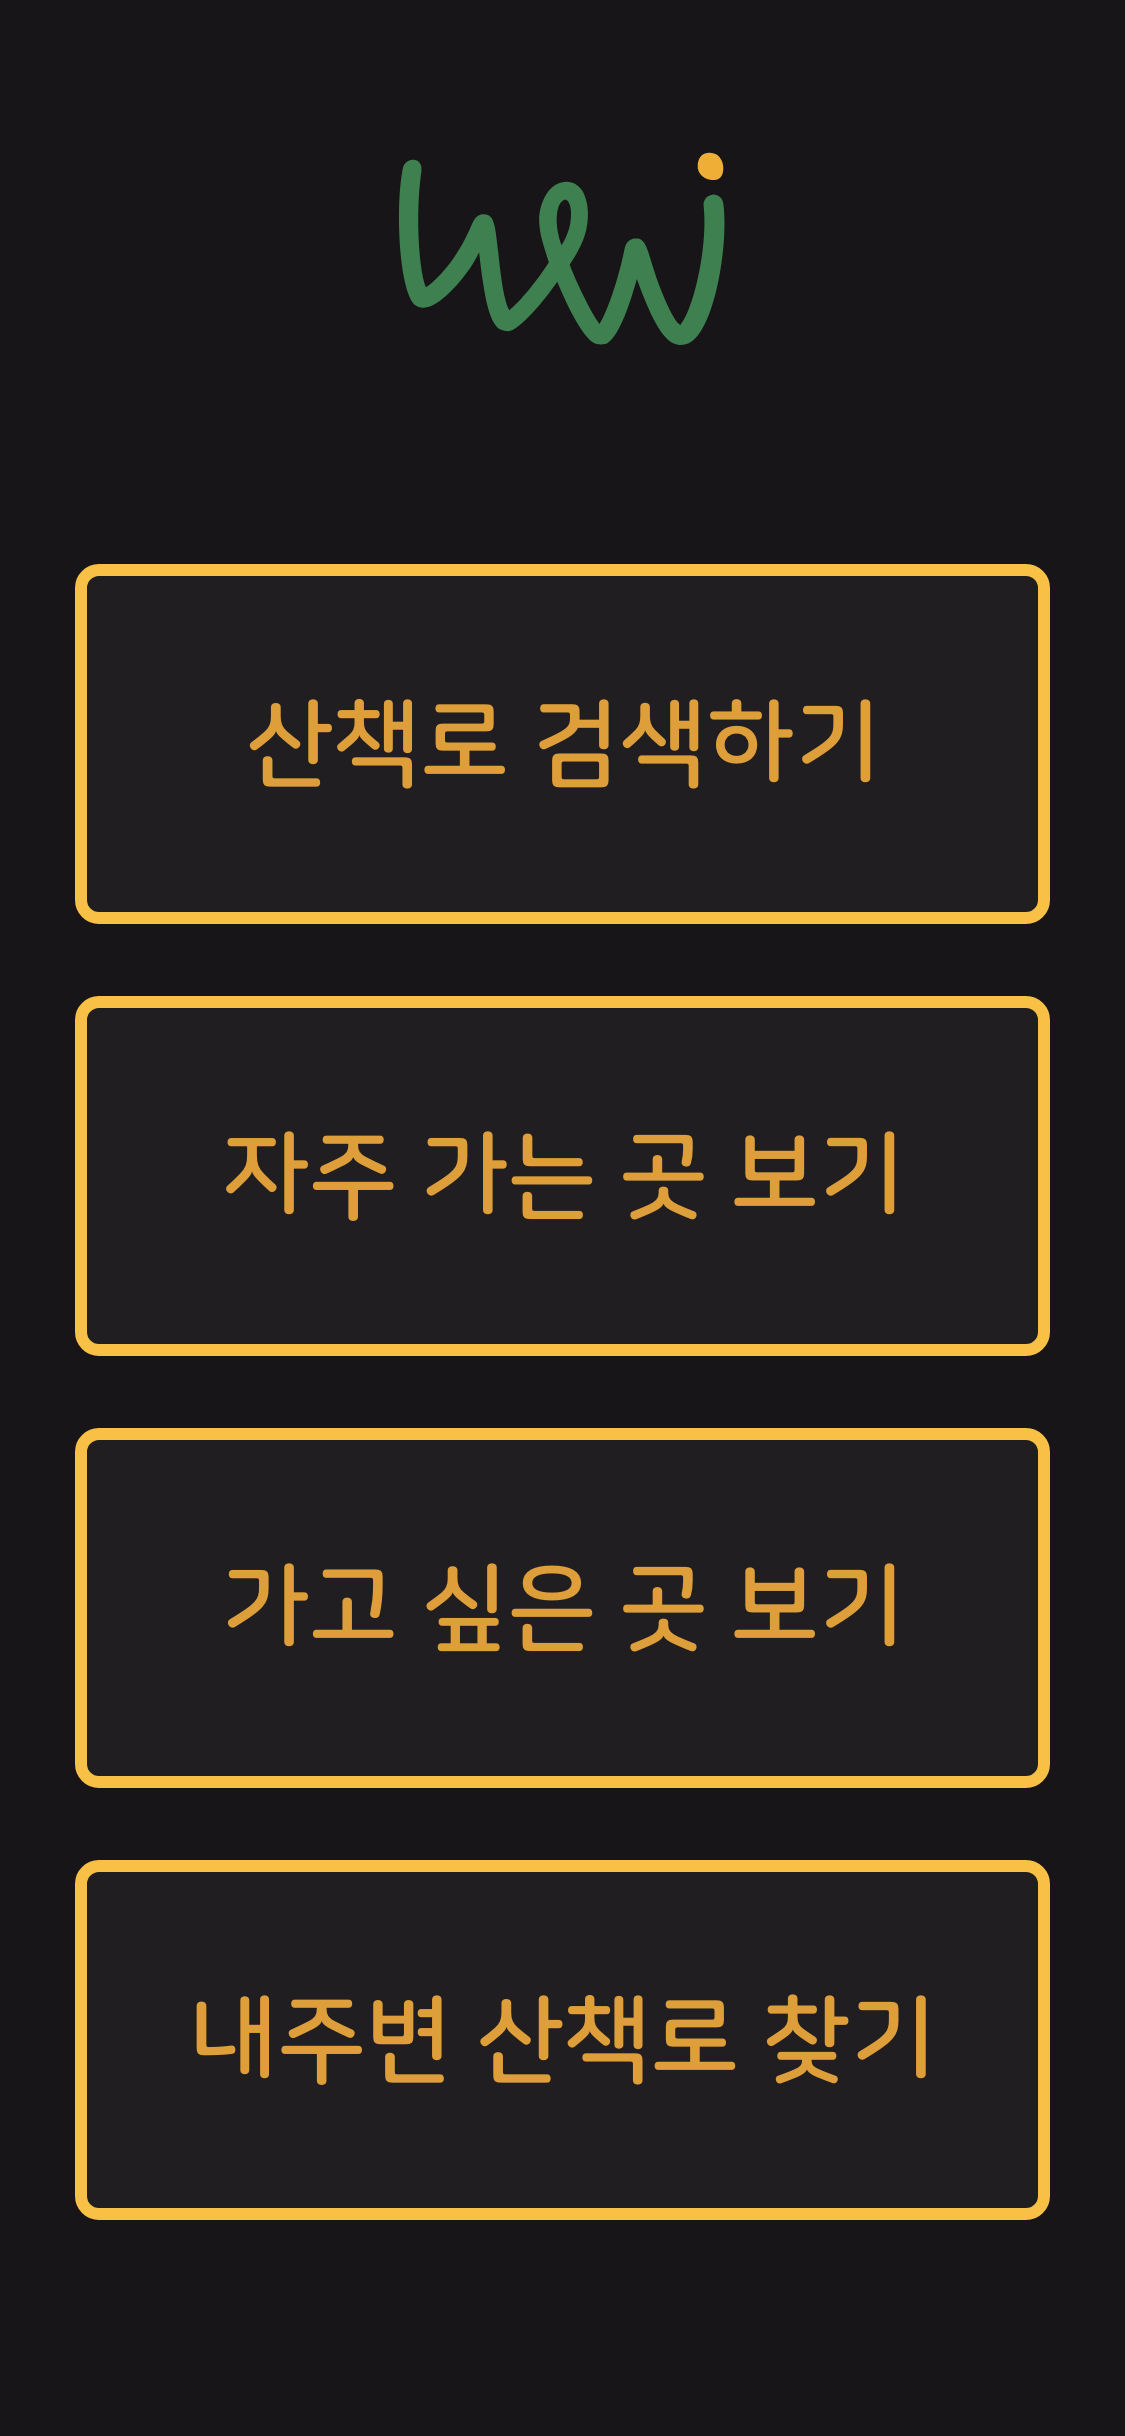 wewi
산책로 검색하기
자주 가는 곳 보기
가고 싶은 곳 보기
내주변 산책로 찾기